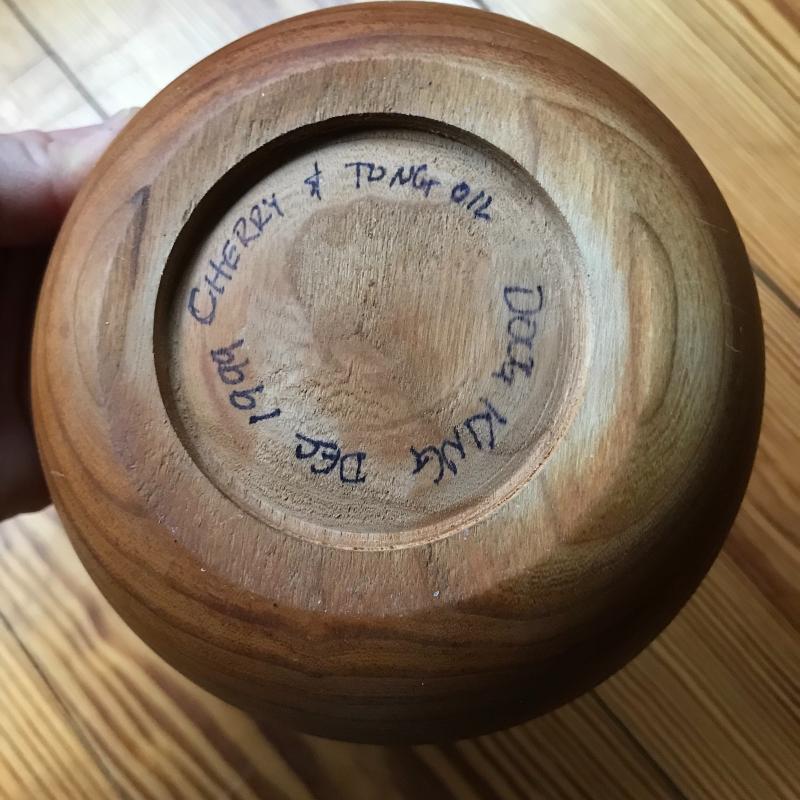 CHERRY & TUNG OIL
DOUG KING
DEC 1999